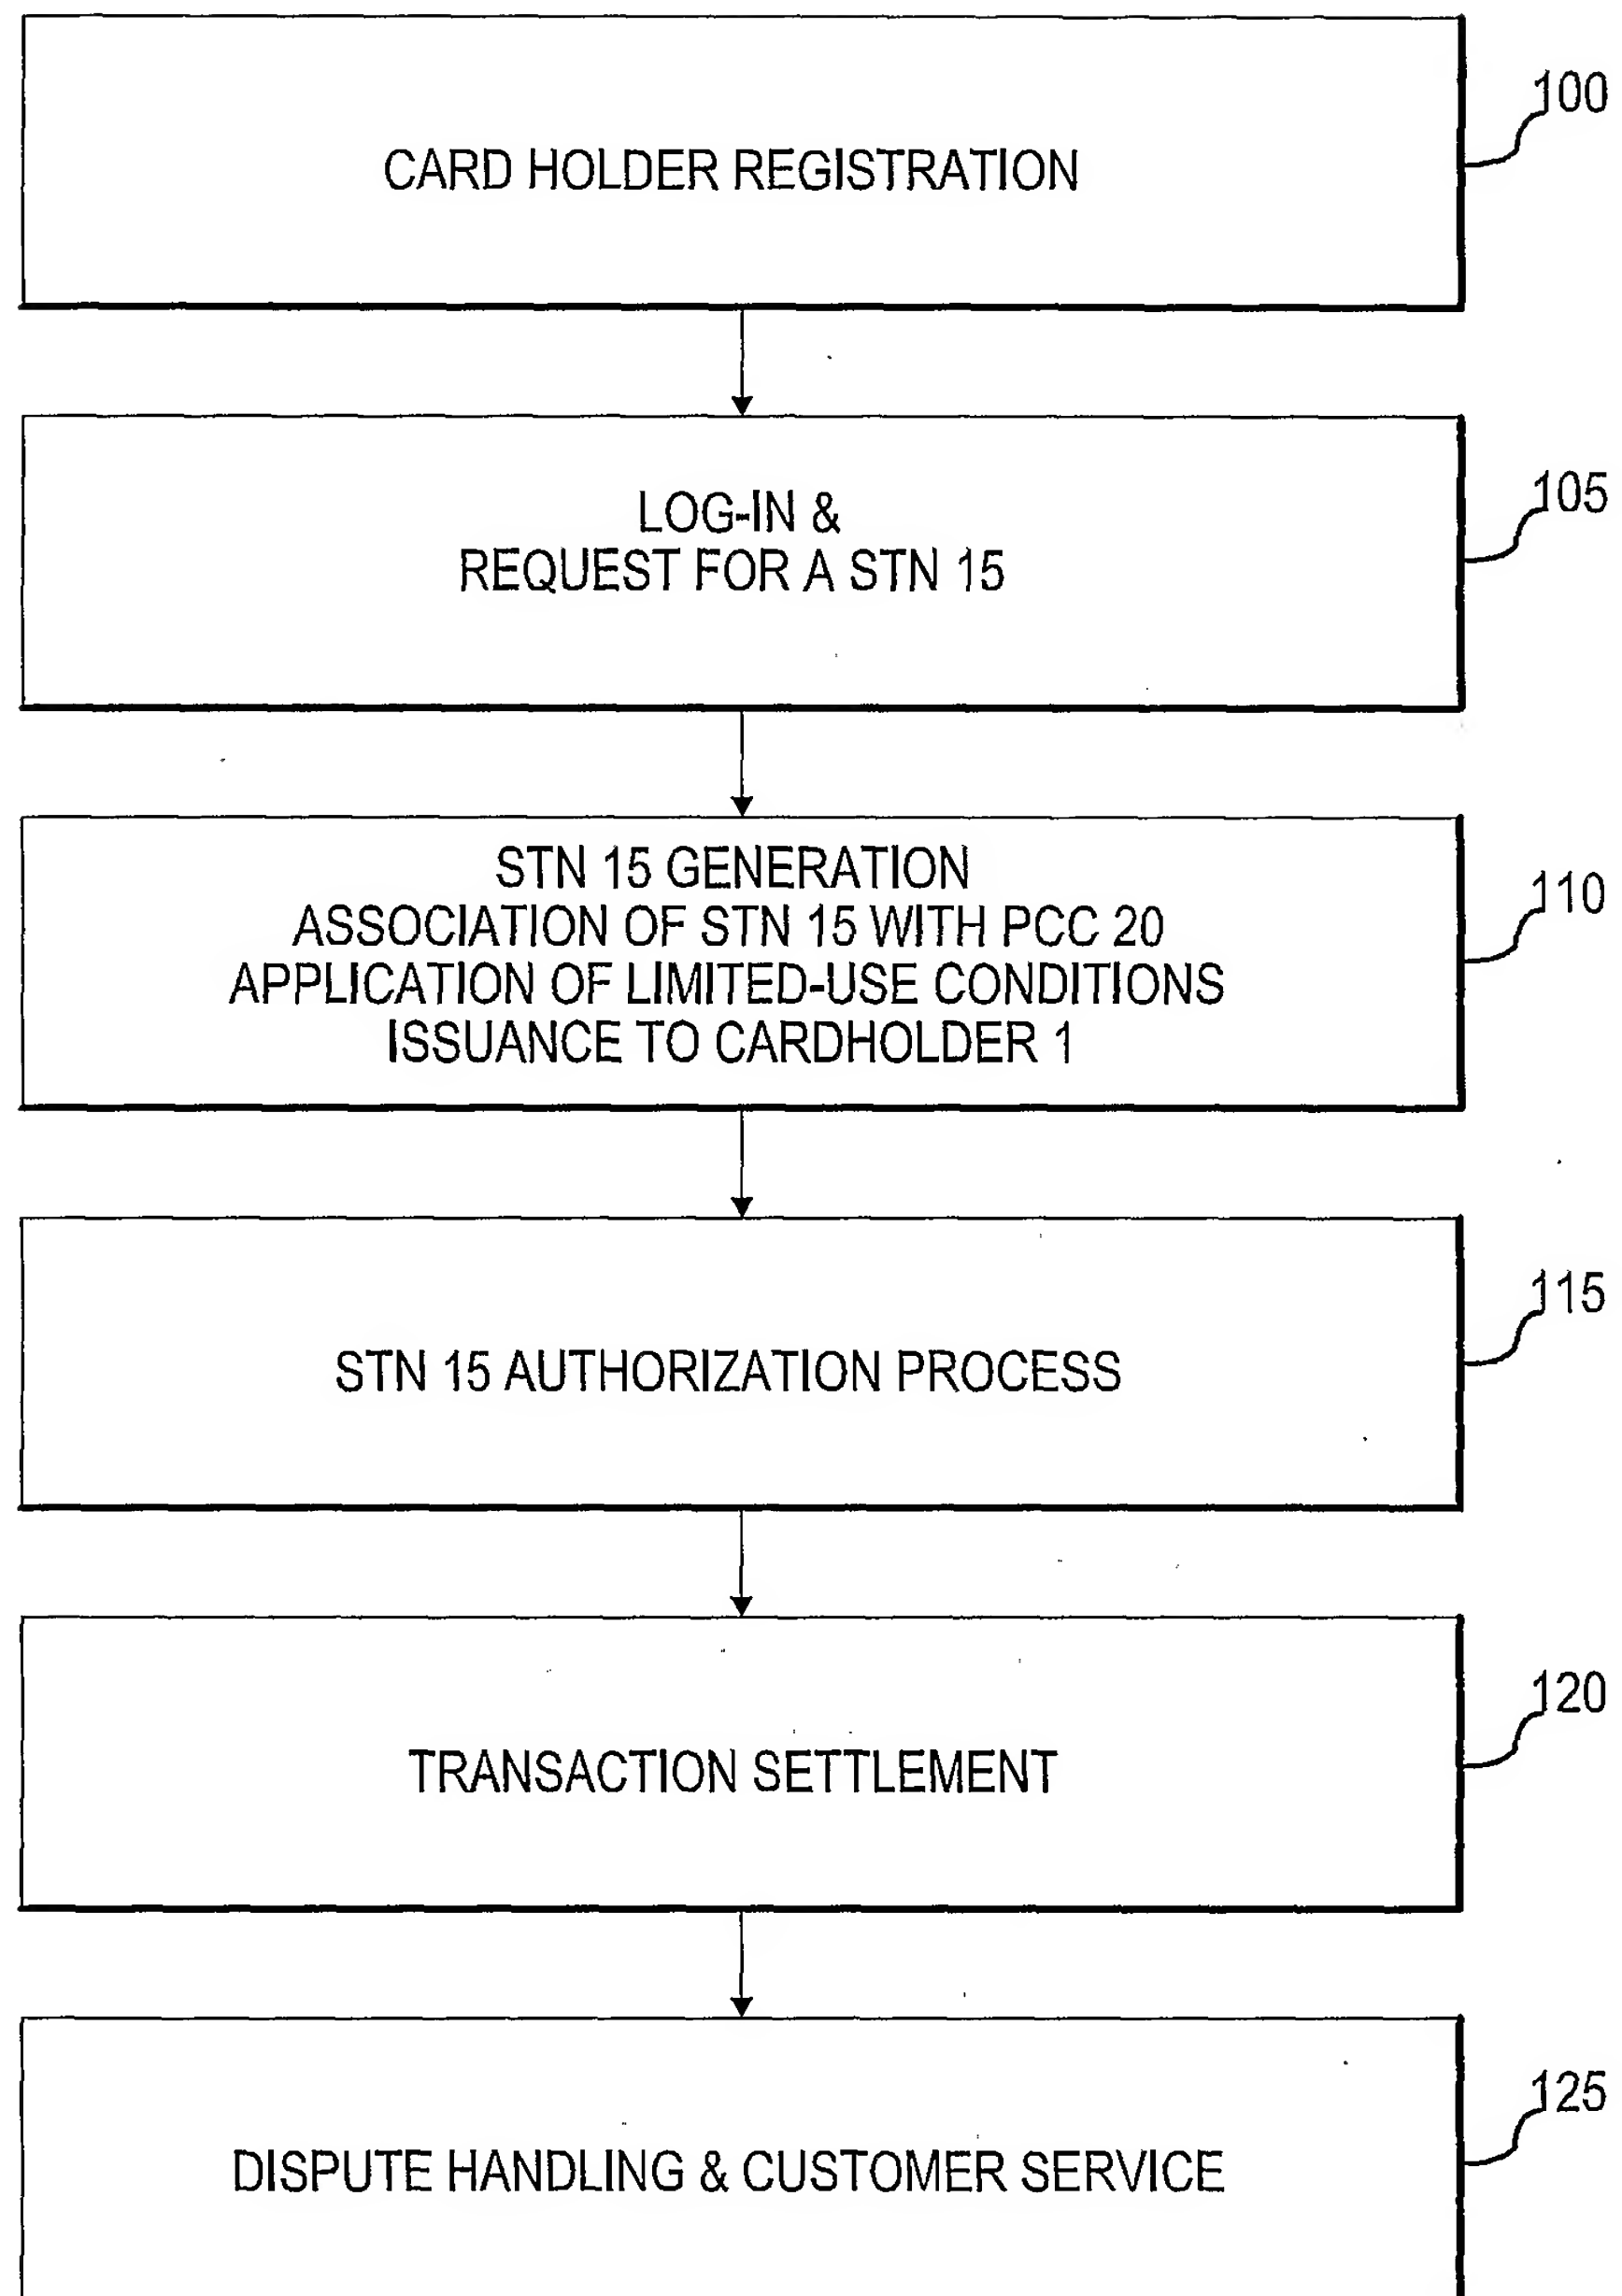 CARD HOLDER REGISTRATION
100
LOG-IN &
REQUEST FOR A STN 15
105
STN 15 GENERATION
ASSOCIATION OF STN 15 WITH PCC 20
APPLICATION OF LIMITED-USE CONDITIONS
ISSUANCE TO CARDHOLDER 1
110
STN 15 AUTHORIZATION PROCESS
115
TRANSACTION SETTLEMENT
120
DISPUTE HANDLING & CUSTOMER SERVICE
125